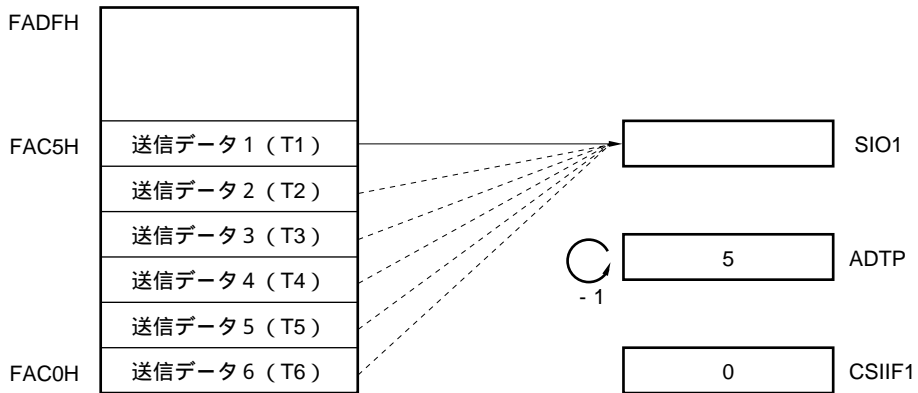 FADFH
FAC5H 送信データ1（T1） SIO1
送信データ2（T2）
送信データ3（T3）
5 ADTP
送信データ4（T4）
- 1
送信データ5（T5）
FAC0H 送信データ6（T6） 0 CSIIF1